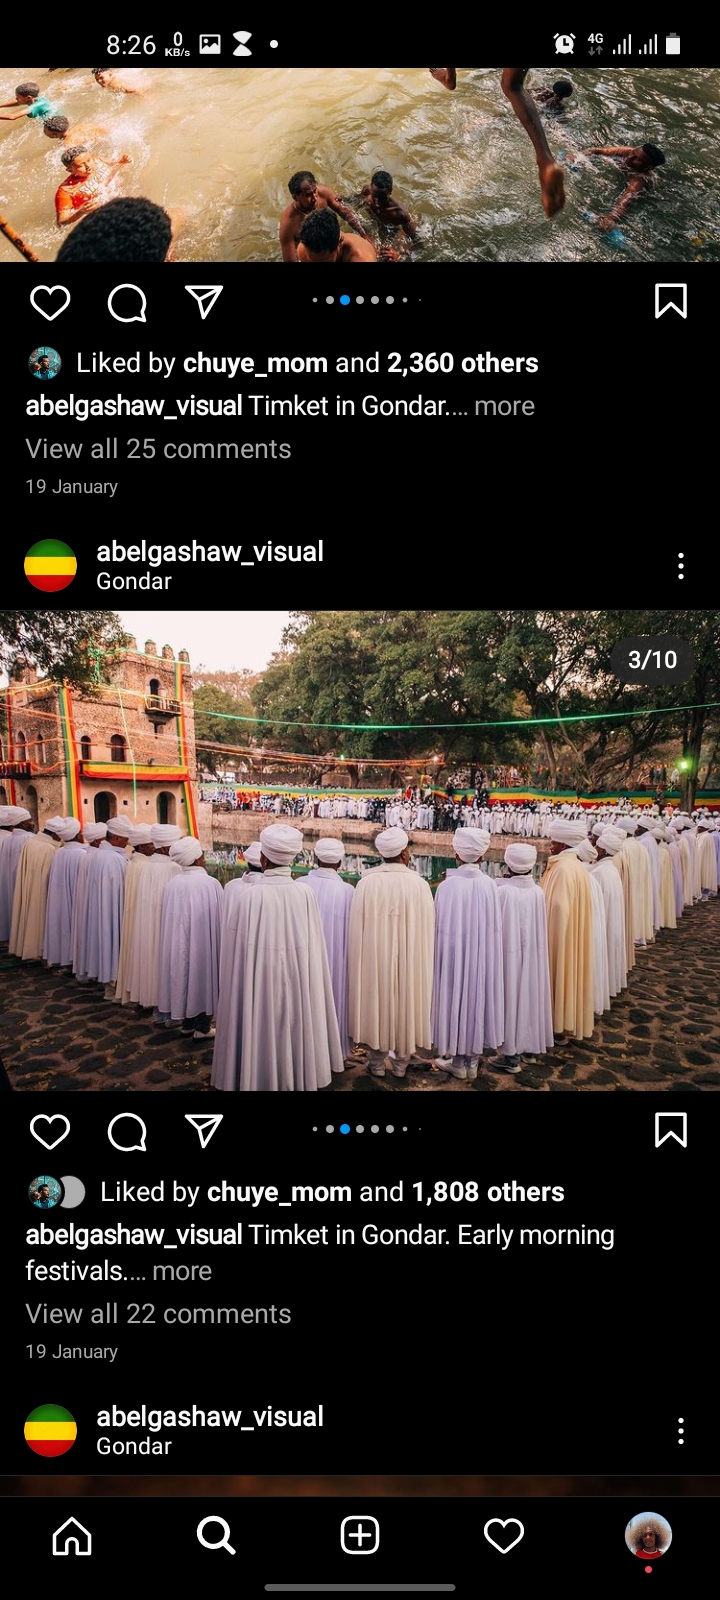 8:26 0 KB/s 4G
Liked by chuye_mom and 2,360 others
abelgashaw_visual Timket in Gondar.... more
View all 25 comments
19 January
abelgashaw_visual
Gondar
3/10
Liked by chuye_mom and 1,808 others
abelgashaw_visual Timket in Gondar. Early morning
festivals.... more
View all 22 comments
19 January
abelgashaw_visual
Gondar